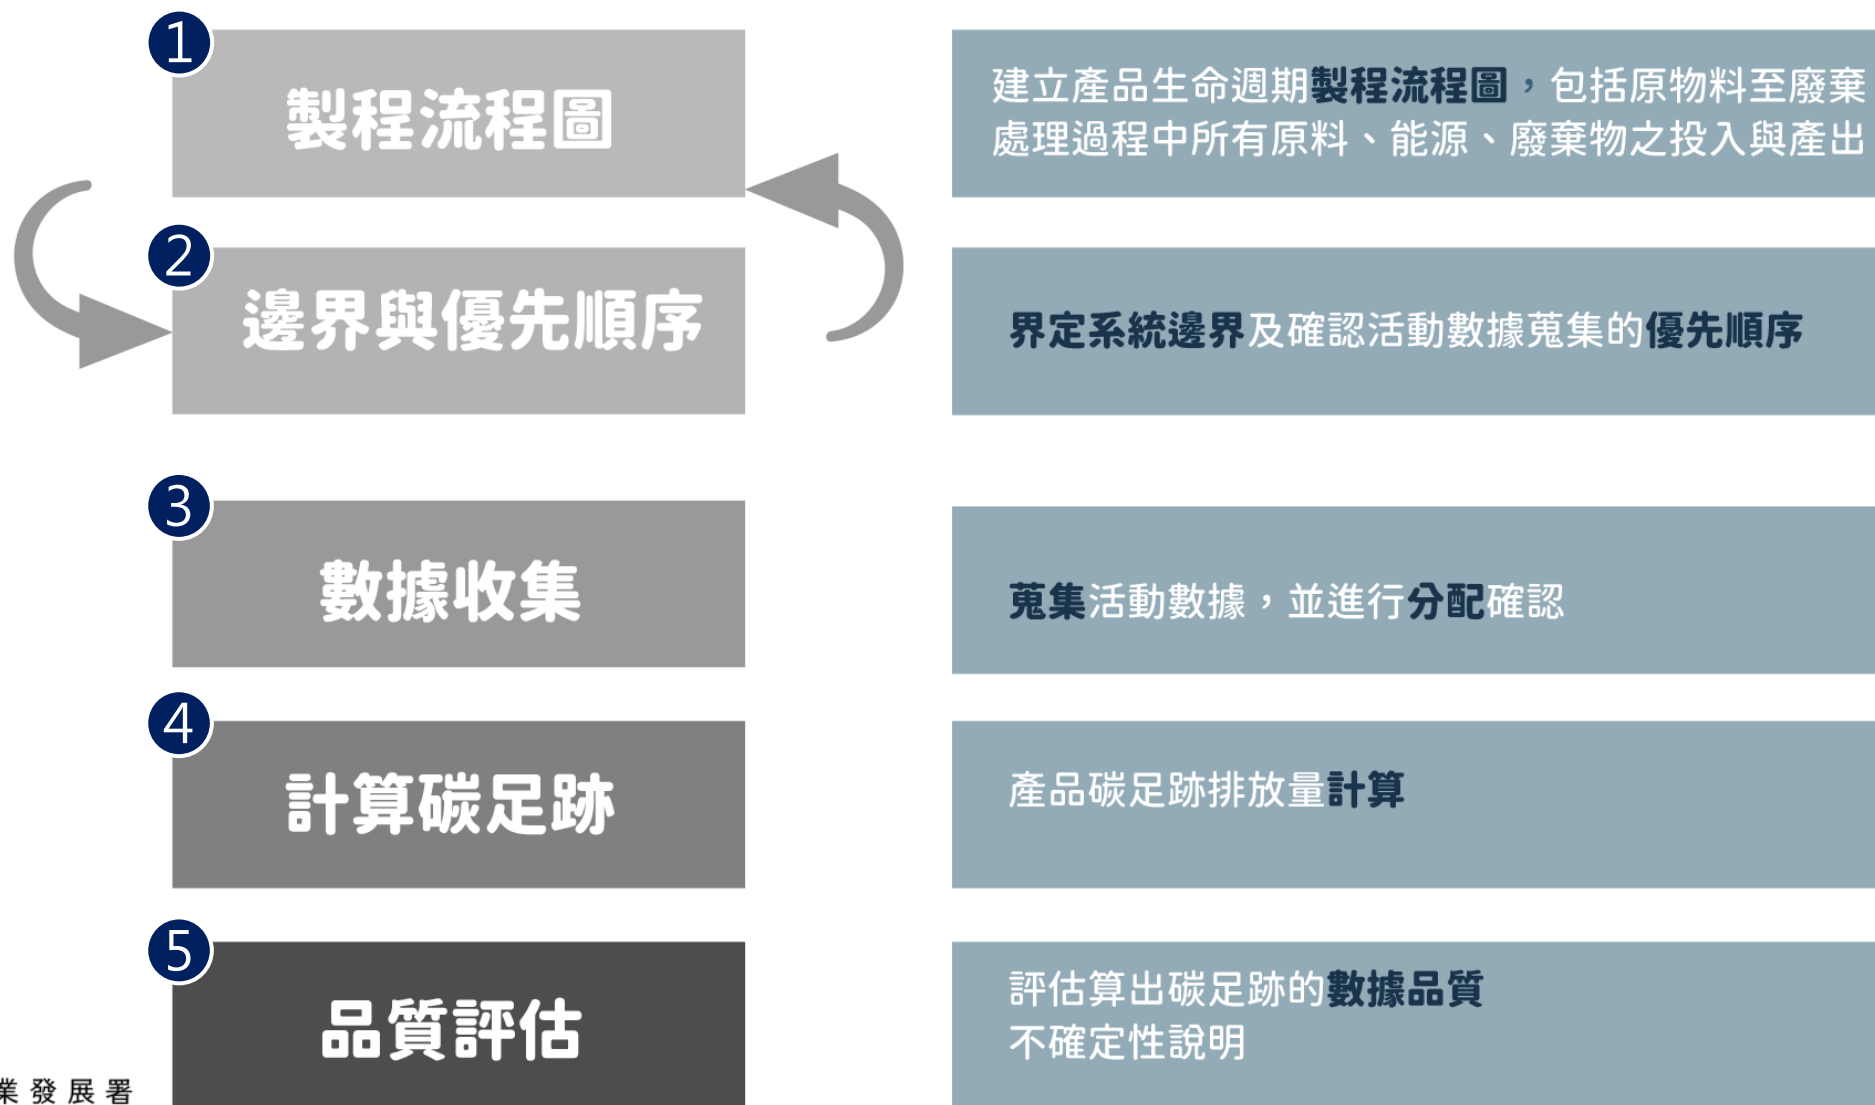 1
製程流程圖
建立產品生命週期製程流程圖，包括原物料至廢棄
處理過程中所有原料、能源、廢棄物之投入與產出
2
邊界與優先順序
界定系統邊界及確認活動數據蒐集的優先順序
3
數據收集
蒐集活動數據，並進行分配確認
4
計算碳足跡
產品碳足跡排放量計算
5
品質評估
評估算出碳足跡的數據品質
不確定性說明
業發展署